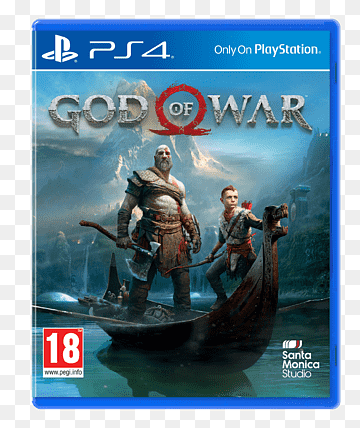 PS4
Only On PlayStation.
GOD OF WAR
18
www.pegi.info
Santa
Monica
Studio